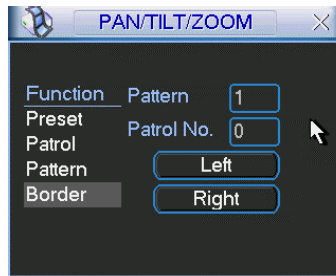 PAN/TILT/ZOOM
Function
Pattern 1
Preset
Patrol No. 0
Patrol
Pattern
Left
Border
Right